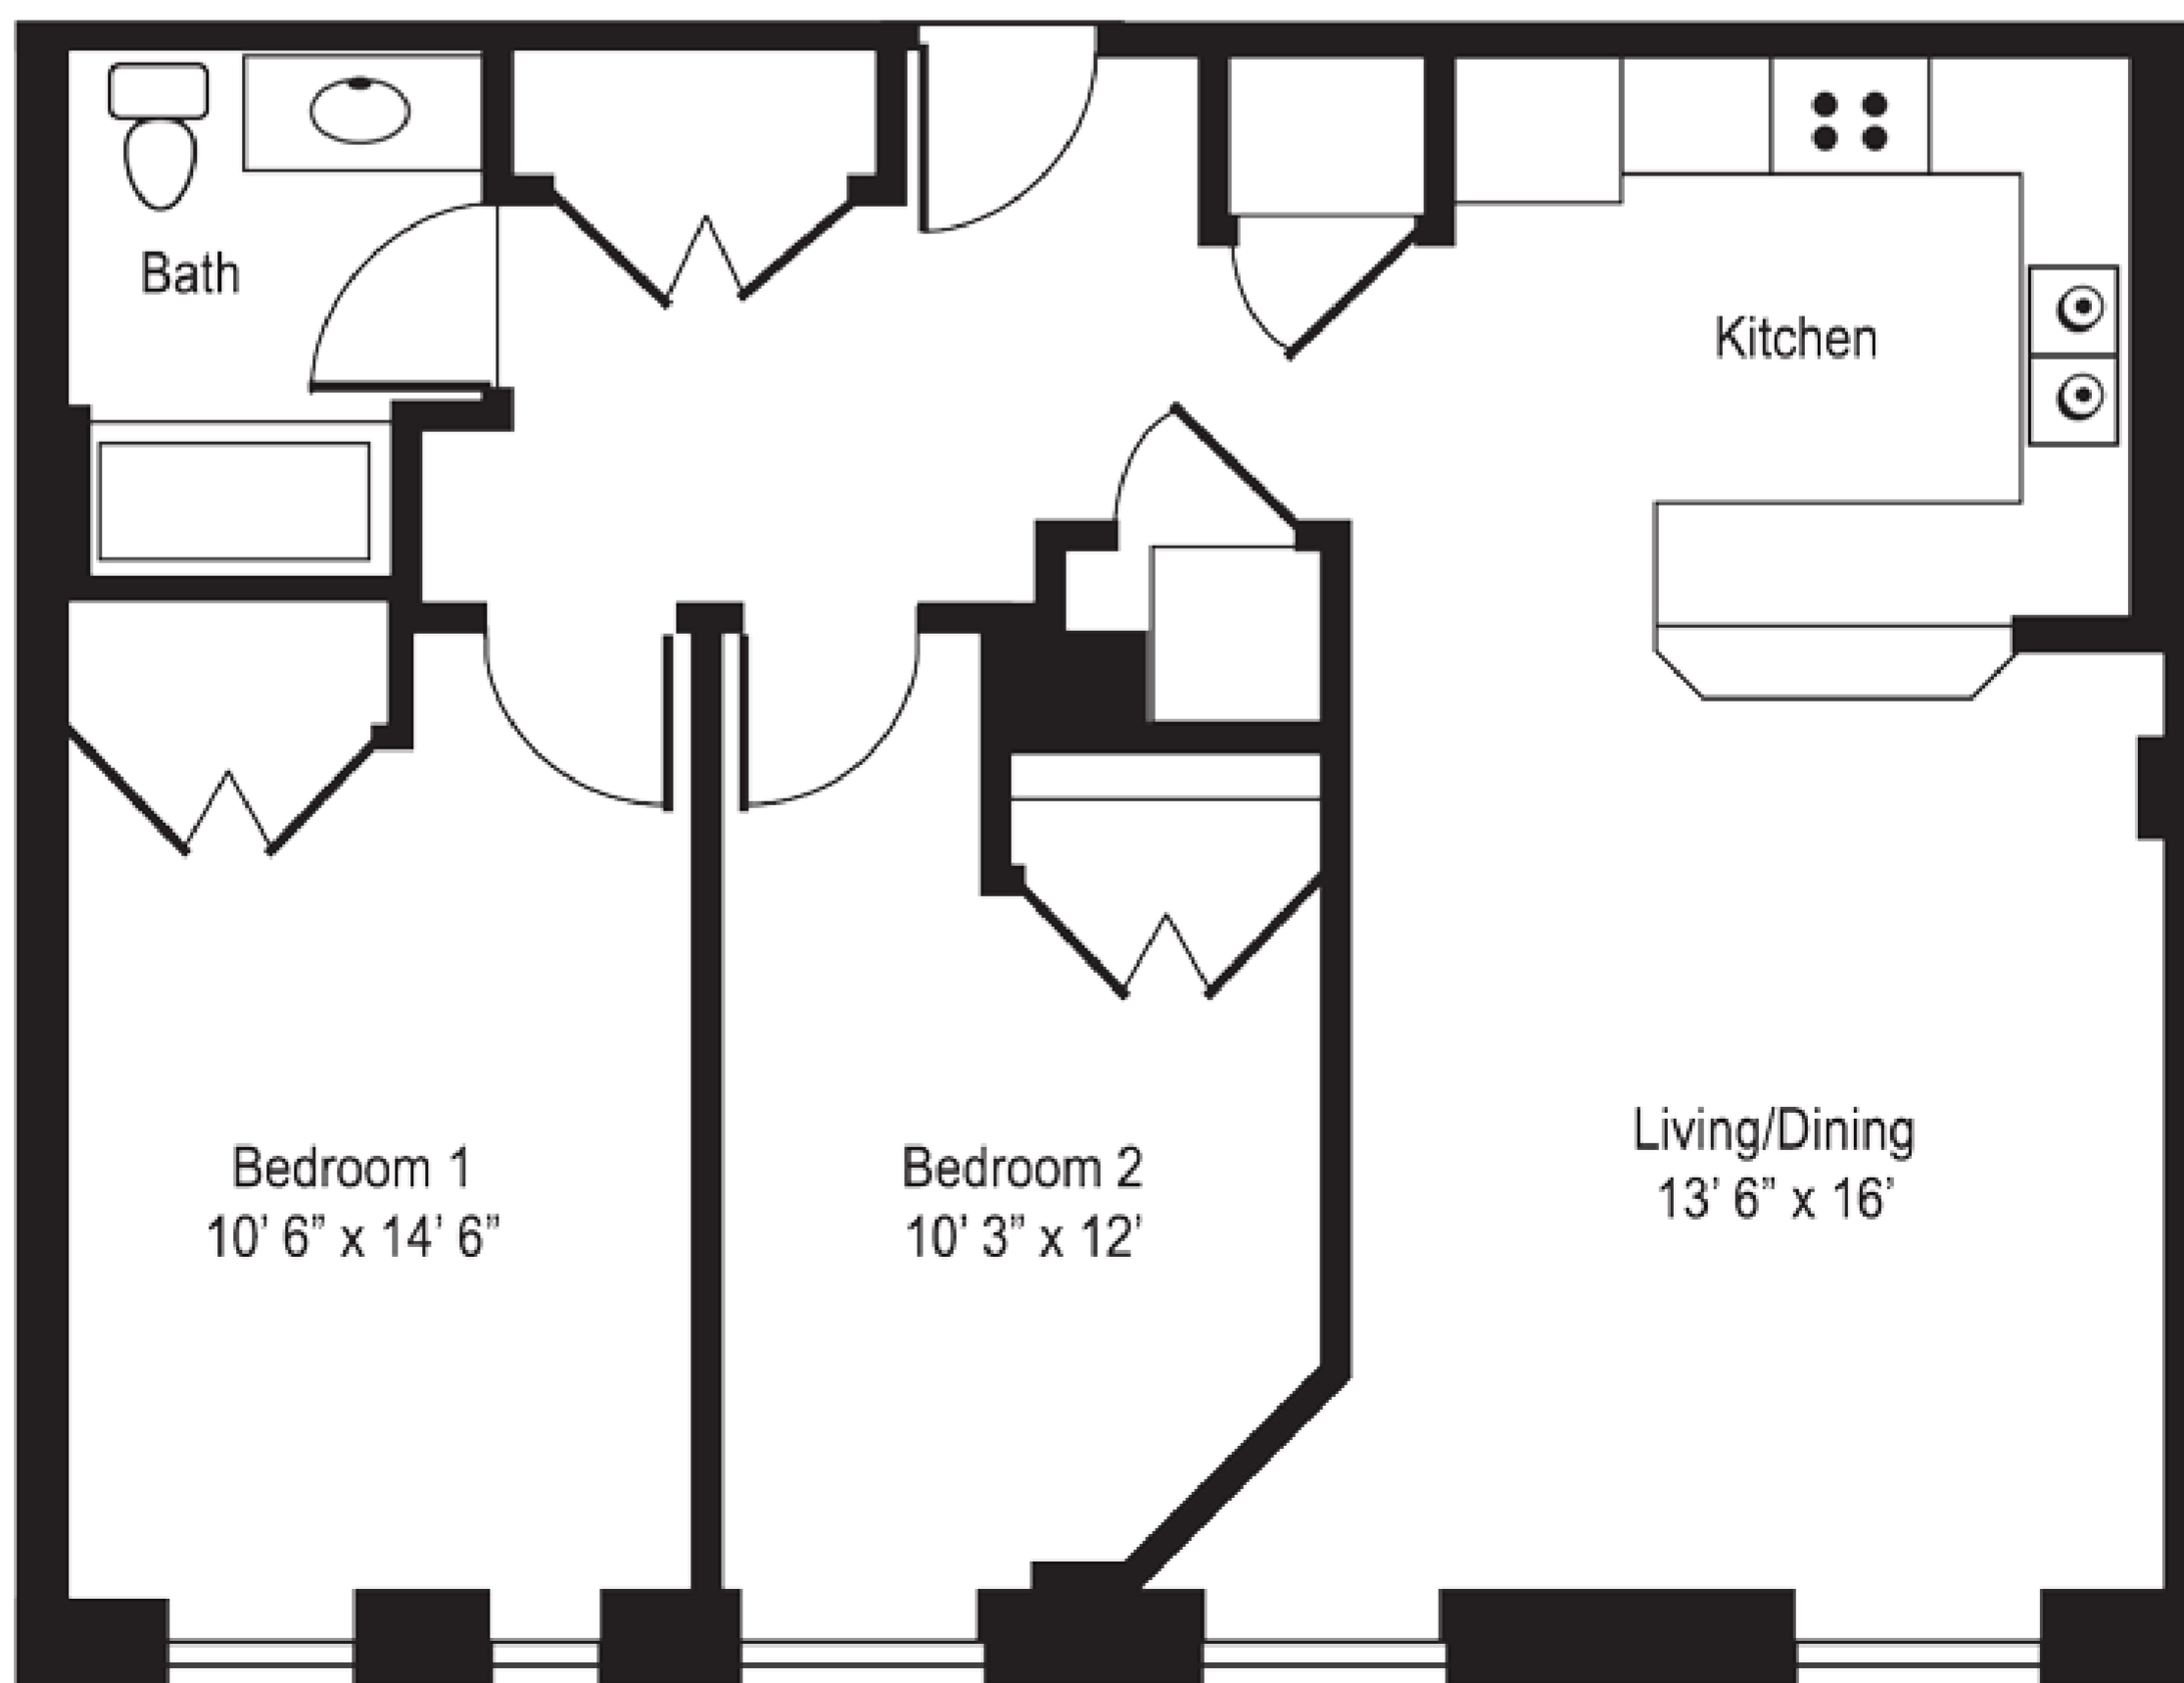 Bath
Kitchen
Bedroom 1
10’ 6” x 14’ 6”
Bedroom 2
10’ 3” x 12’
Living/Dining
13’ 6” x 16’